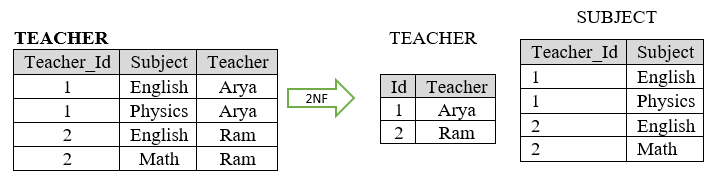 TEACHER
Teacher_Id Subject Teacher
1 English Arya
1 Physics Arya
2 English Ram
2 Math Ram
2NF
TEACHER
Id Teacher
1 Arya
2 Ram
SUBJECT
Teacher_Id Subject
1 English
1 Physics
2 English
2 Math